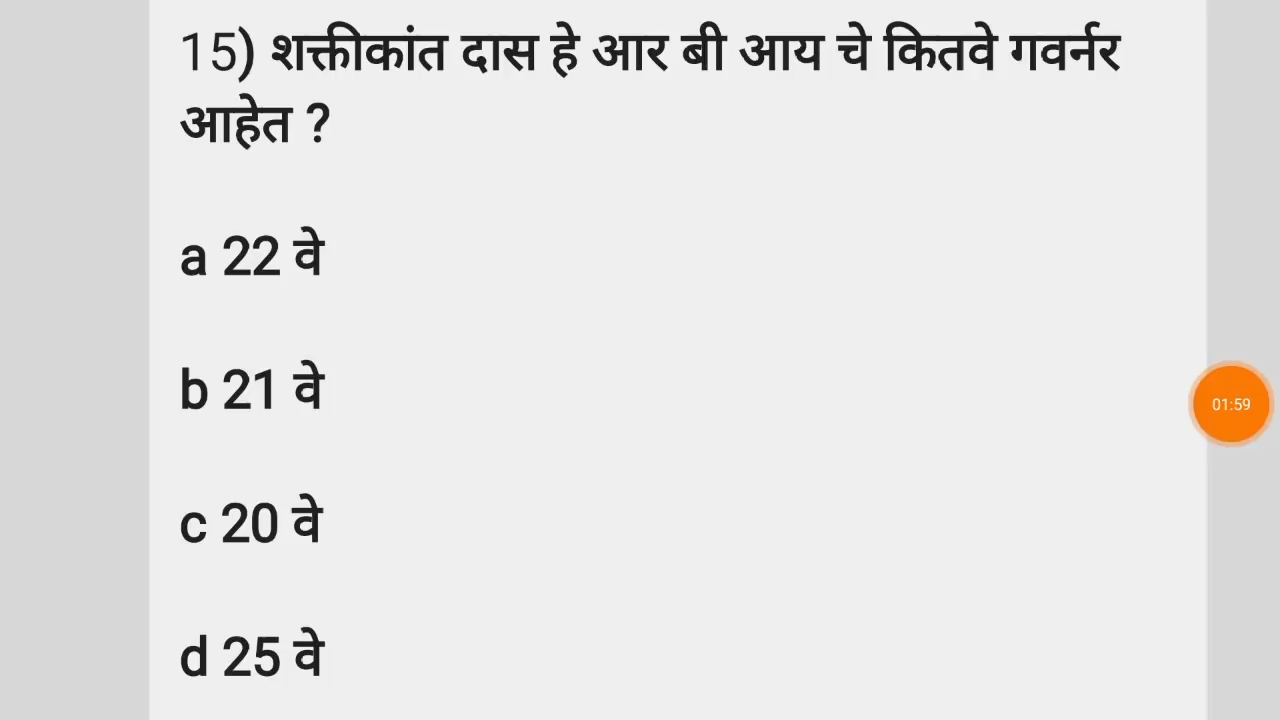 15) शक्तीकांत दास हे आर बी आय चे कितवे गवर्नर
आहेत ?
a 22 वे
b 21 वे
01:59
c 20 वे
d 25 वे